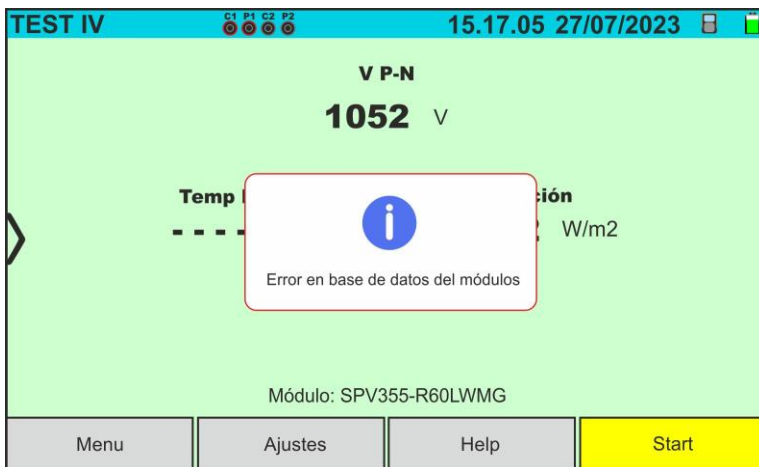 TEST IV
C1 P1 C2 P2
15.17.05 27/07/2023
V P-N
1052 V
Temp
ción
- - - -
W/m2
Error en base de datos del módulos
Módulo: SPV355-R60LWMG
Menu
Ajustes
Help
Start